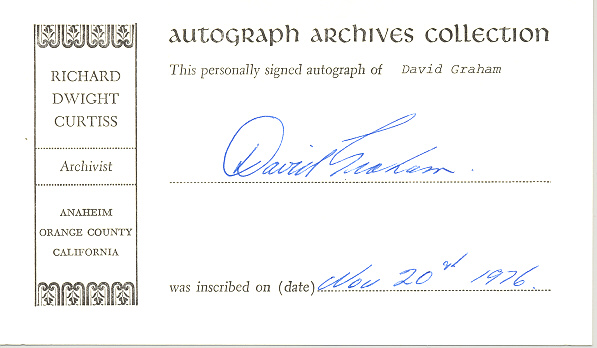 RICHARD
DWIGHT
CURTISS
Archivist
ANAHEIM
ORANGE COUNTY
CALIFORNIA
autograph archives collection
This personally signed autograph of David Graham
David Graham.
was inscribed on (date) Nov 20rd 1976.